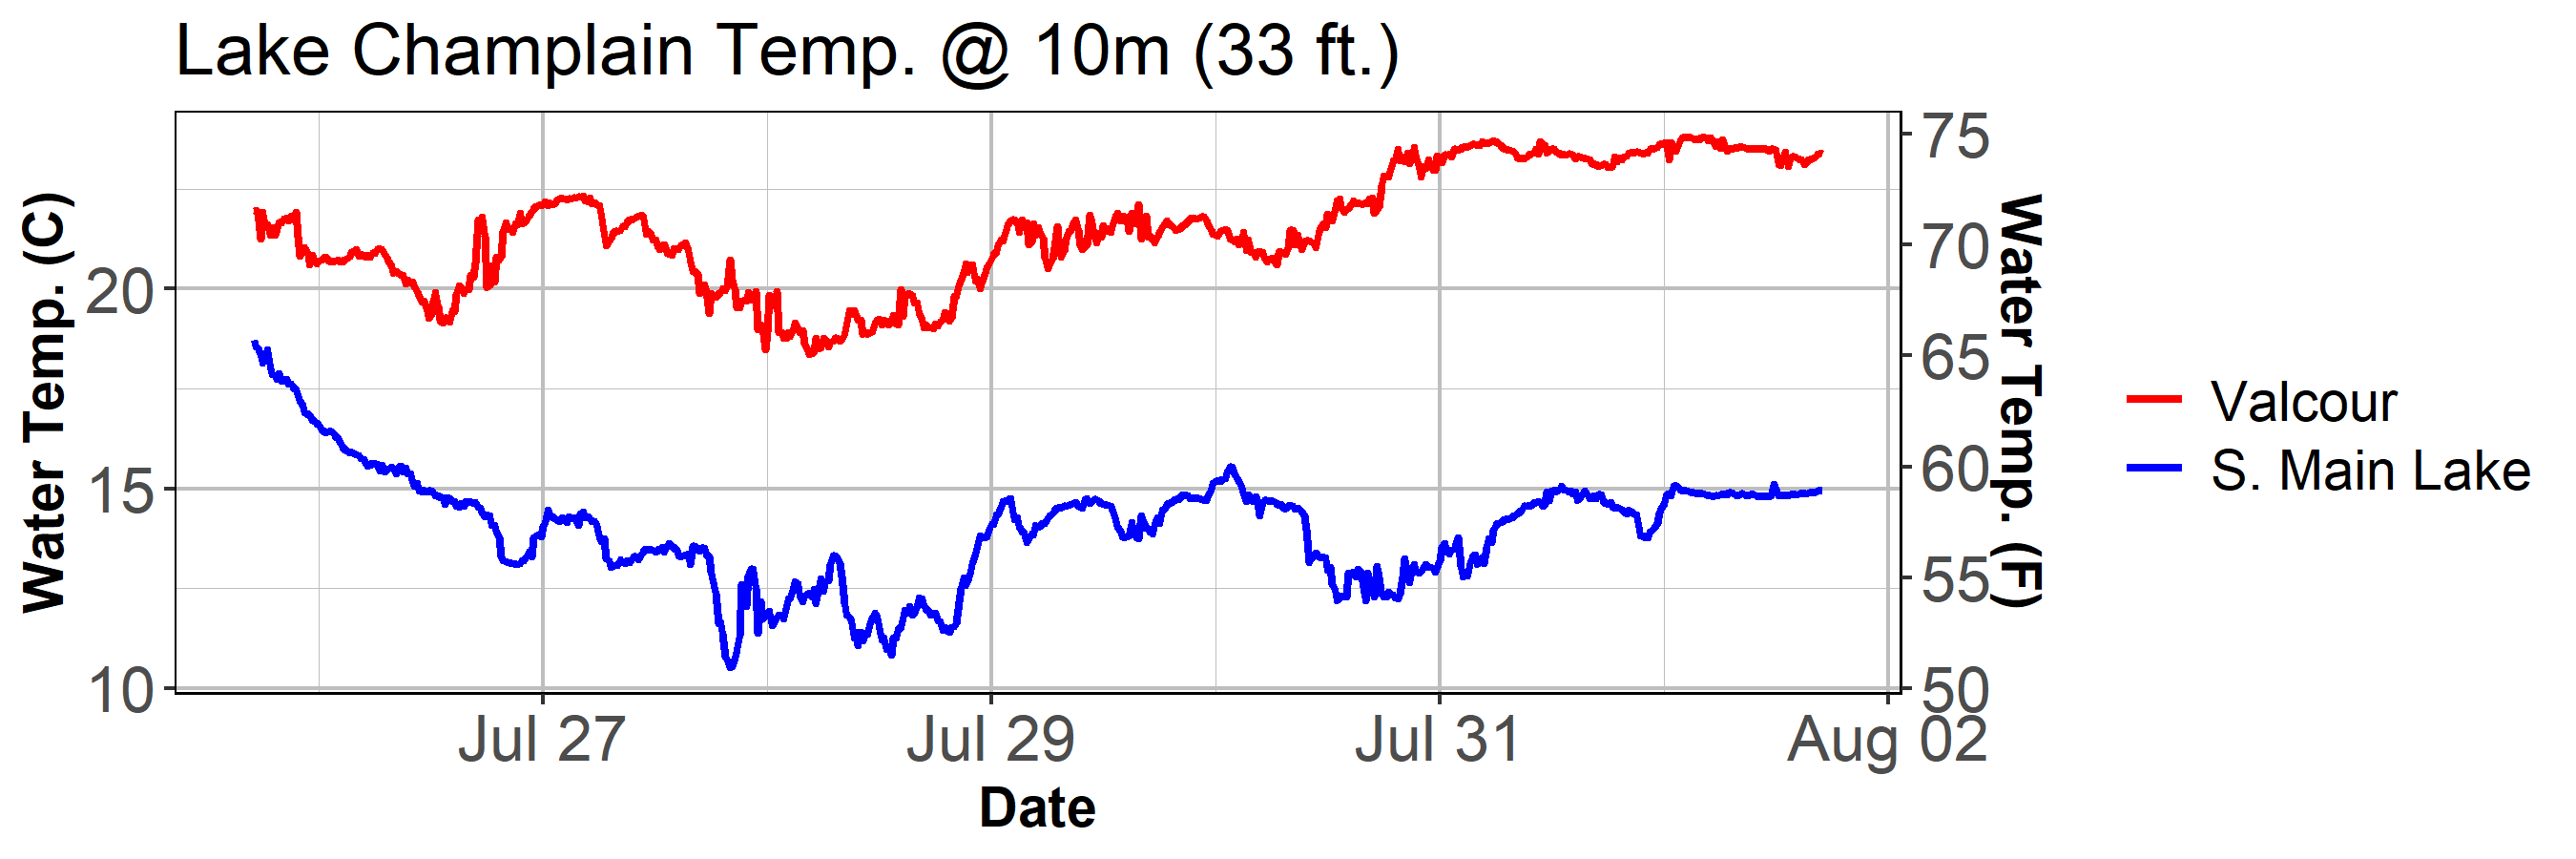 Lake Champlain Temp. @ 10m (33 ft.)
Water Temp. (C)
20
15
10
75
70
65
60
55
50
Water Temp. (F)
Jul 27
Jul 29
Jul 31
Aug 02
Date
Valcour
S. Main Lake